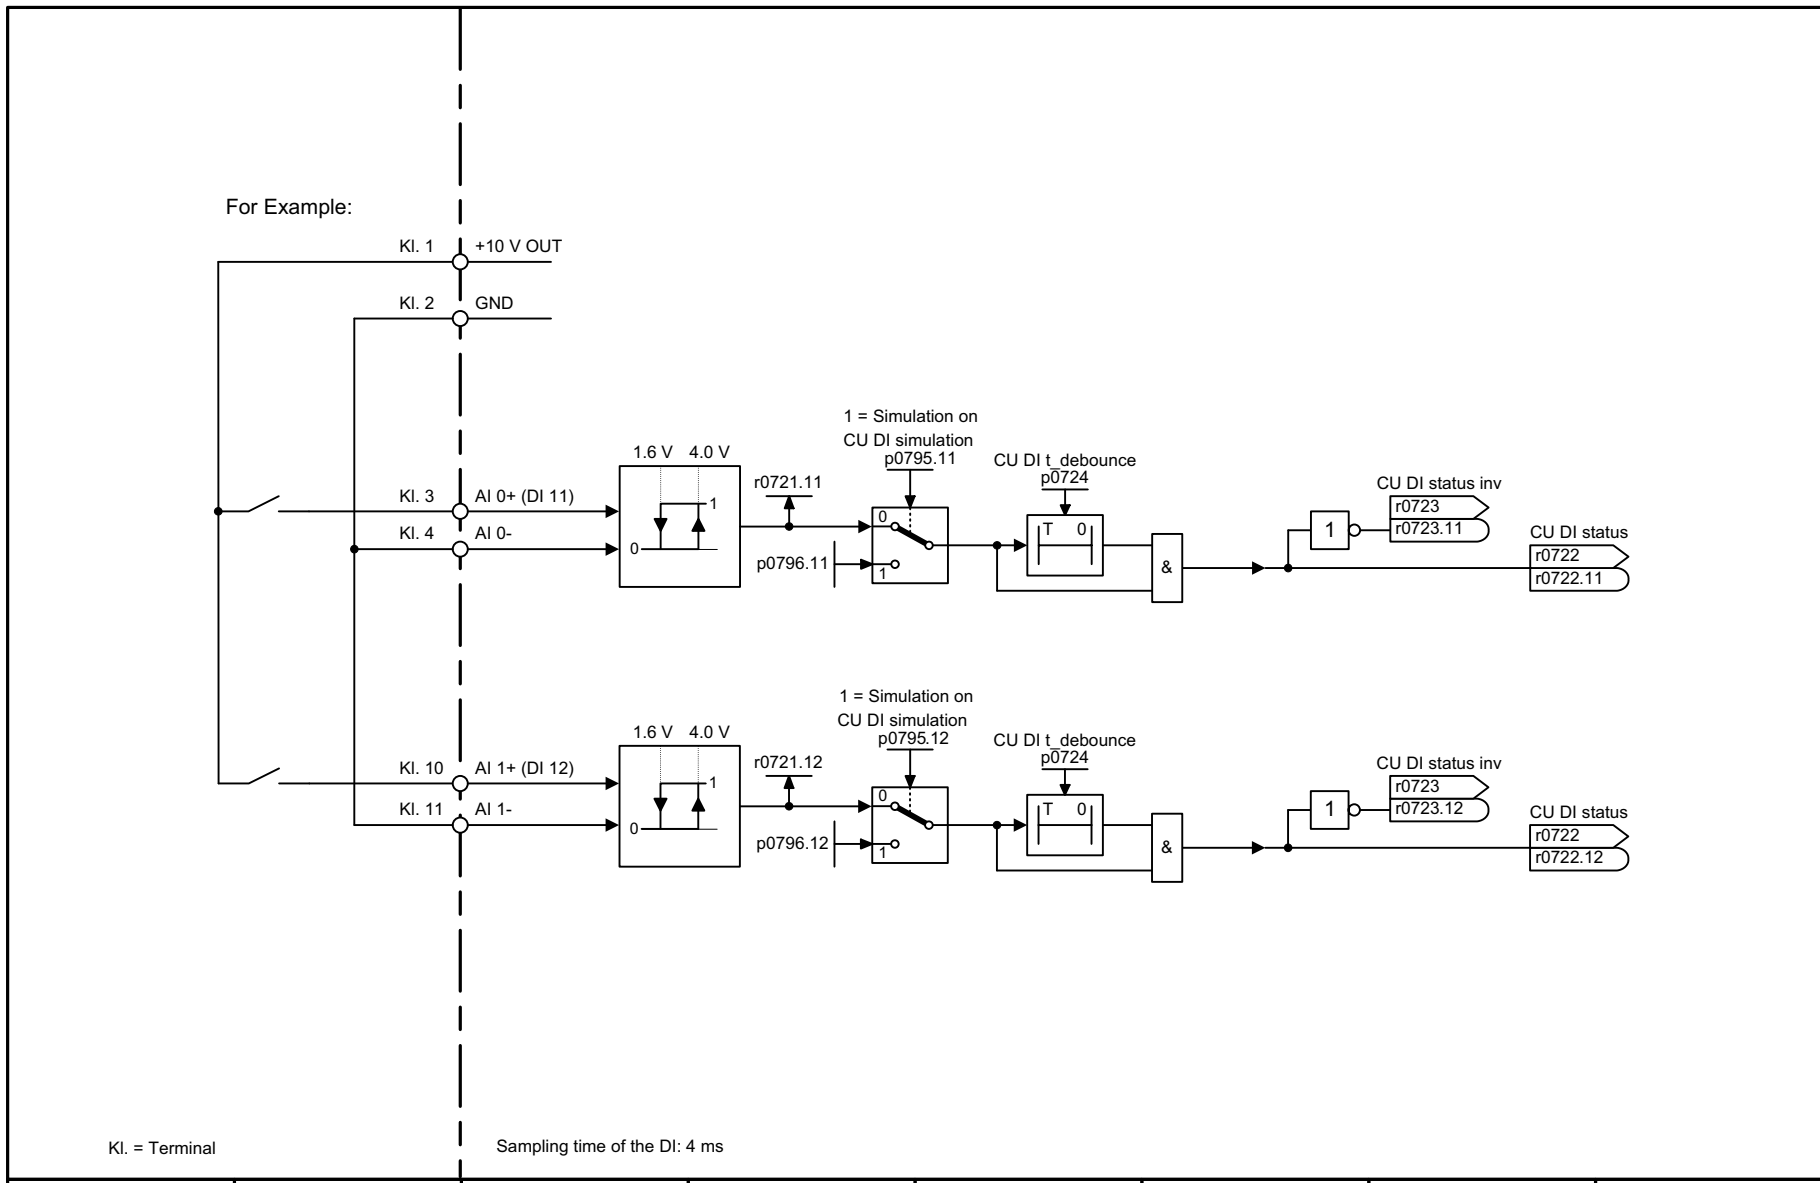 For Example:
Kl. 1 +10 V OUT
Kl. 2 GND
1 = Simulation on
CU DI simulation
p0795.11
1.6 V 4.0 V
CU DI t_debounce
p0724
r0721.11
CU DI status inv
r0723
r0723.11
Kl. 3 AI 0+ (DI 11)
1
0
T 0
1
CU DI status
r0722
r0722.11
Kl. 4 AI 0-
0
p0796.11
1
&
1 = Simulation on
CU DI simulation
p0795.12
1.6 V 4.0 V
CU DI t_debounce
p0724
r0721.12
CU DI status inv
r0723
r0723.12
Kl. 10 AI 1+ (DI 12)
1
0
T 0
1
CU DI status
r0722
r0722.12
Kl. 11 AI 1-
0
p0796.12
1
&
Kl. = Terminal
Sampling time of the DI: 4 ms